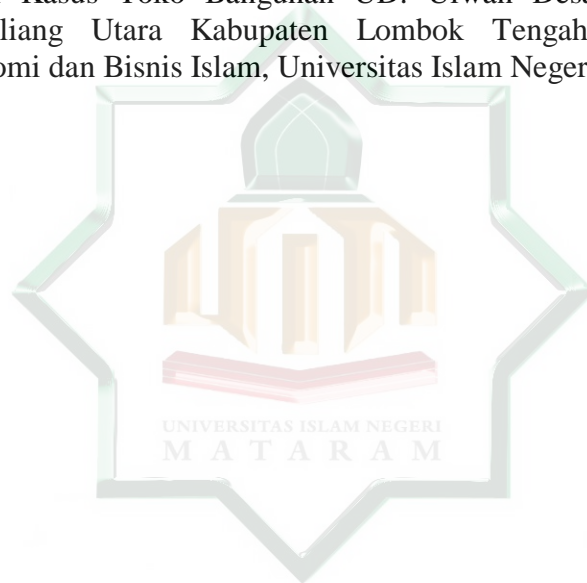 Kasus Toko Bangunan UD. Desa
liang Utara Kabupaten Lombok Tengah
omi dan Bisnis Islam, Universitas Islam Neger
UNIVERSITAS ISLAM NEGERI
MATARAM